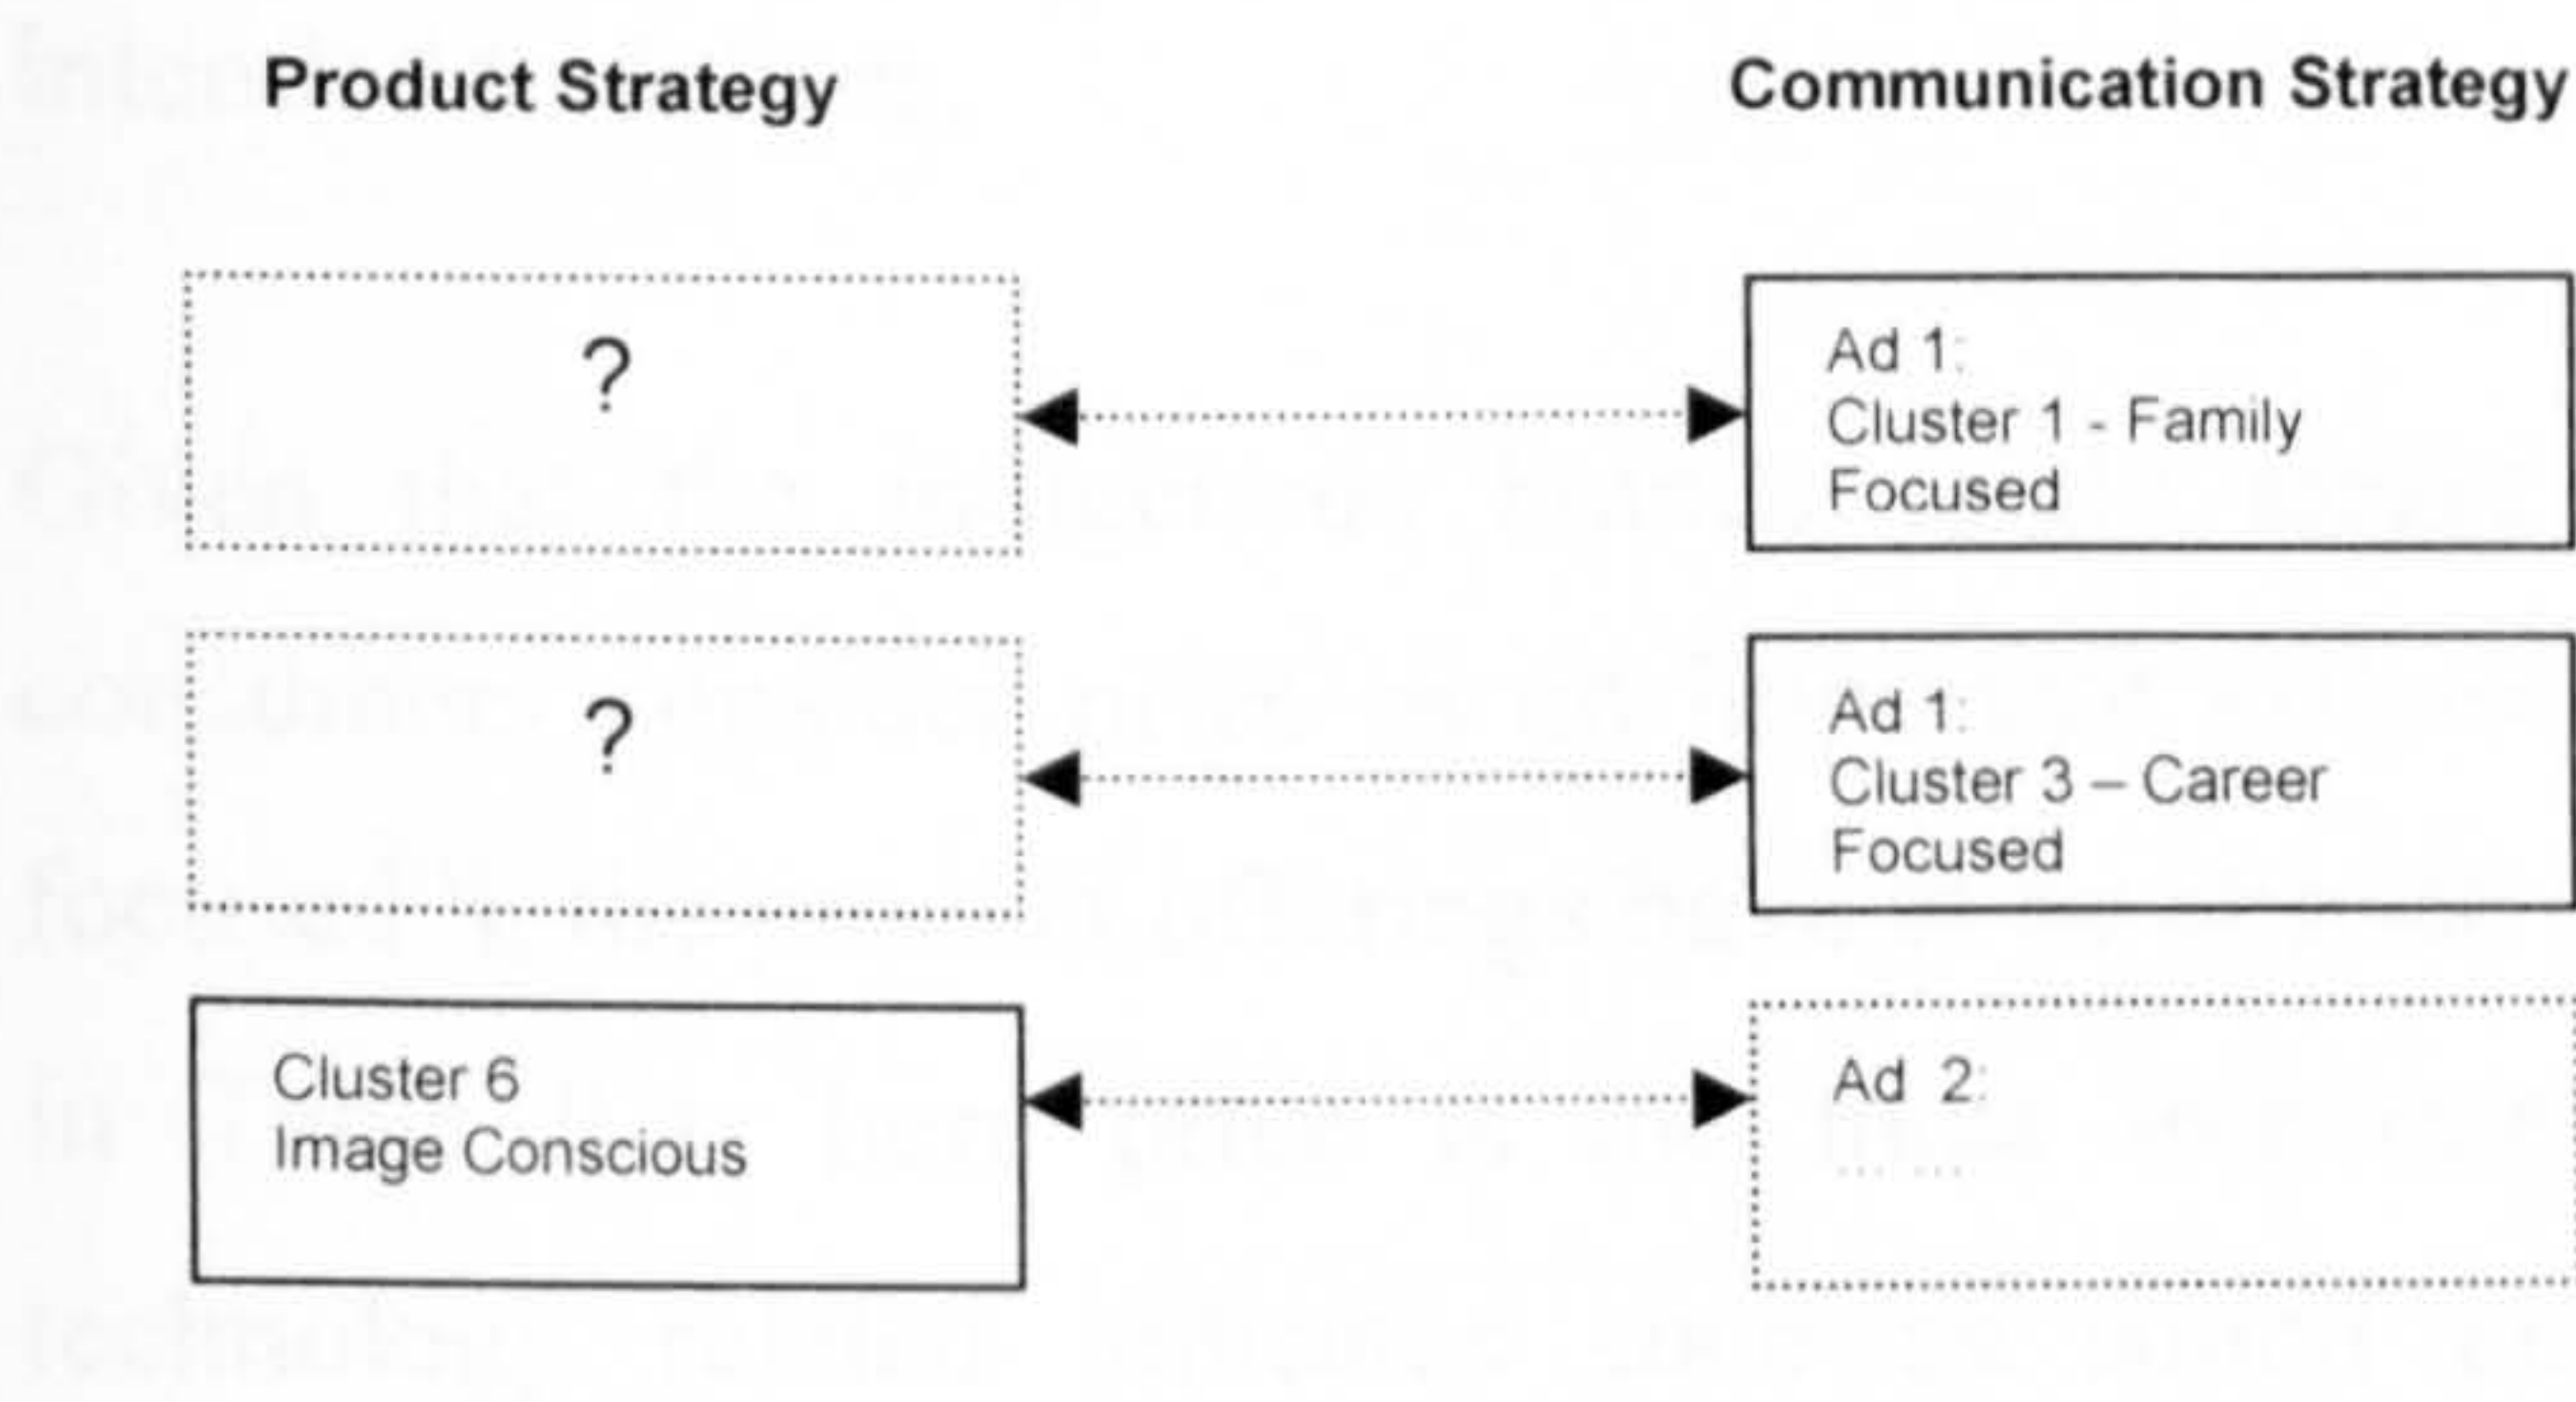 Product Strategy
Communication Strategy
?
Ad 1:
Cluster 1 - Family
Focused
?
Ad 1:
Cluster 3 – Career
Focused
Cluster 6
Image Conscious
Ad 2: